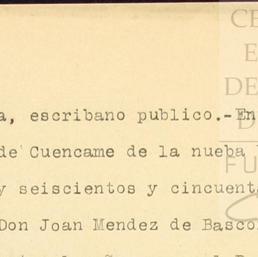 a, escribano publico.-En
de Cuencame de la nueba
y seiscientos y cincuent
Don Joan Mendez de Basco